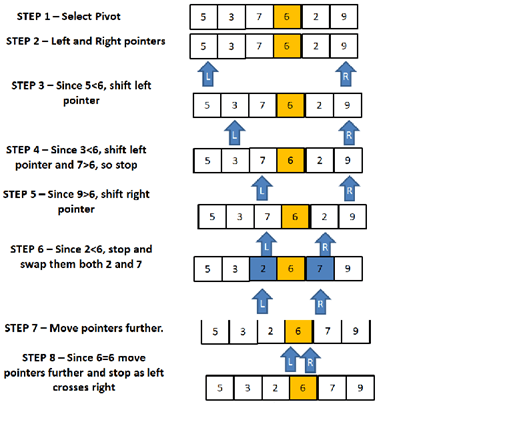 STEP 1 – Select Pivot
5 3 7 6 2 9
STEP 2 – Left and Right pointers
5 3 7 6 2 9
L R
STEP 3 – Since 5<6, shift left
pointer
5 3 7 6 2 9
L R
STEP 4 – Since 3<6, shift left
pointer and 7>6, so stop
5 3 7 6 2 9
L R
STEP 5 – Since 9>6, shift right
pointer
5 3 7 6 2 9
L R
STEP 6 – Since 2<6, stop and
swap them both 2 and 7
5 3 2 6 7 9
L R
STEP 7 – Move pointers further.
5 3 2 6 7 9
L R
STEP 8 – Since 6=6 move
pointers further and stop as left
crosses right
5 3 2 6 7 9